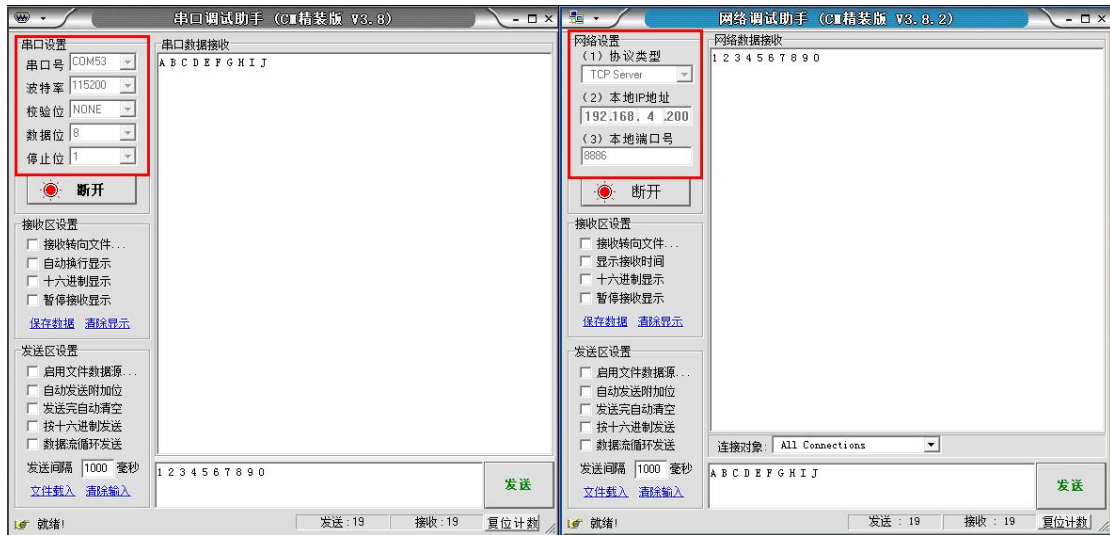 串口调试助手 (CM精装版 V3.8)
串口设置
串口号 COM53
波特率 115200
校验位 NONE
数据位 8
停止位 1
断开
接收区设置
接收转向文件...
自动换行显示
十六进制显示
暂停接收显示
保存数据 清除显示
发送区设置
启用文件数据源...
自动发送附加位
发送完自动清空
按十六进制发送
数据流循环发送
发送间隔 1000 毫秒
文件载入 清除输入
串口数据接收
A B C D E F G H I J
1 2 3 4 5 6 7 8 9 0
发送
就绪!
发送:19 接收:19 复位计数
网络调试助手 (CM精装版 V3.8.2)
网络设置
(1) 协议类型
TCP Server
(2) 本地IP地址
192.168. 4 .200
(3) 本地端口号
8886
断开
接收区设置
接收转向文件...
显示接收时间
十六进制显示
暂停接收显示
保存数据 清除显示
发送区设置
启用文件数据源...
自动发送附加位
发送完自动清空
按十六进制发送
数据流循环发送
发送间隔 1000 毫秒
文件载入 清除输入
网络数据接收
1 2 3 4 5 6 7 8 9 0
连接对象: All Connections
A B C D E F G H I J
发送
就绪!
发送 : 19 接收 : 19 复位计数